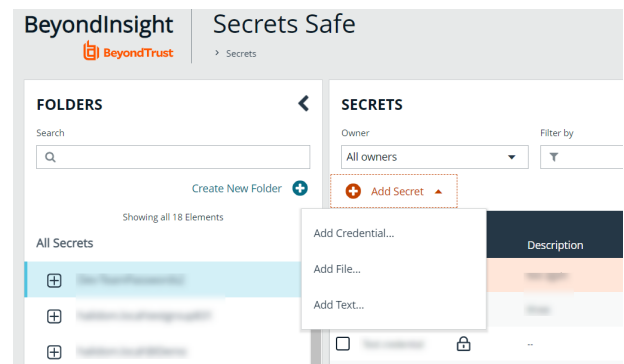 BeyondInsight
BeyondTrust
Secrets Safe
> Secrets
FOLDERS
Search
Create New Folder
Showing all 18 Elements
All Secrets
SECRETS
Owner
Filter by
All owners
Add Secret
Add Credential...
Add File...
Add Text...
Description
--